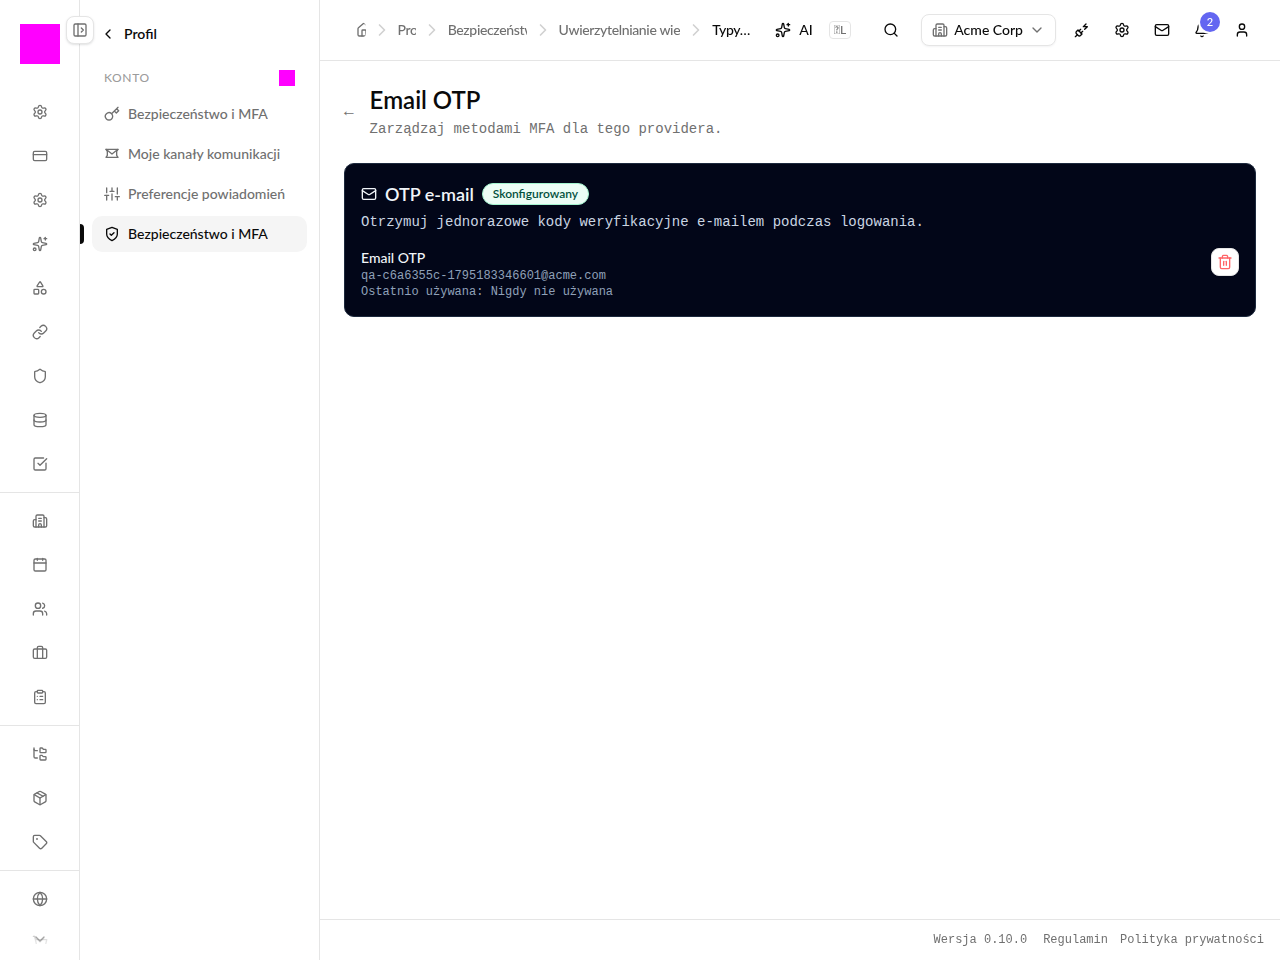 Profil
KONTO
Bezpieczeństwo i MFA
Moje kanały komunikacji
Preferencje powiadomień
Bezpieczeństwo i MFA
Pro Bezpieczeństw Uwierzytelnianie wie Typy... AI L Acme Corp 2
Email OTP
← Zarządzaj metodami MFA dla tego providera.
OTP e-mail Skonfigurowany
Otrzymuj jednorazowe kody weryfikacyjne e-mailem podczas logowania.
Email OTP
qa-c6a6355c-1795183346601@acme.com
Ostatnio używana: Nigdy nie używana
Wersja 0.10.0 Regulamin Polityka prywatności